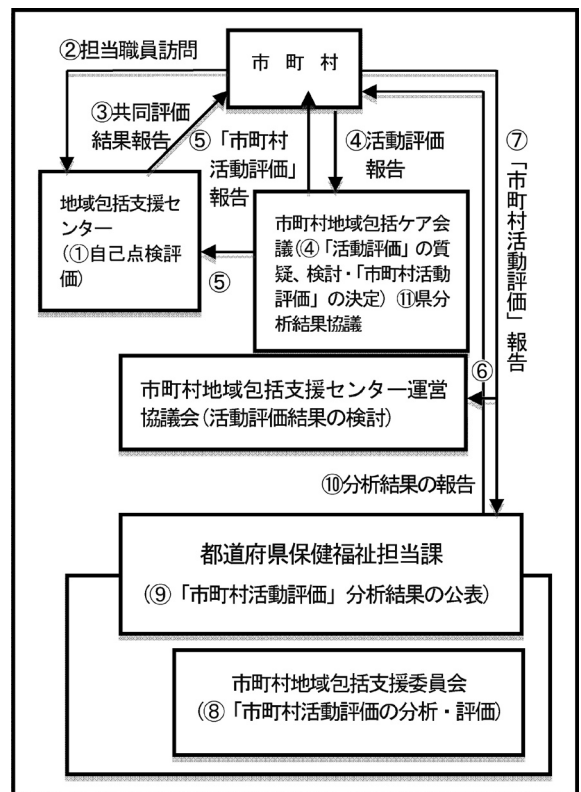 ②担当職員訪問
市 町 村
③共同評価
結果報告
⑤「市町村
活動評価」
報告
④活動評価
報告
⑦「市町村活動評価」報告
地域包括支援セ
ンター
(①自己点検評
価)
⑤
市町村地域包括ケア会
議(④「活動評価」の質
疑、検討・「市町村活動
評価」の決定) ⑪県分
析結果協議
⑥
市町村地域包括支援センター運営
協議会(活動評価結果の検討)
⑩分析結果の報告
都道府県保健福祉担当課
(⑨「市町村活動評価」分析結果の公表)
市町村地域包括支援委員会
(⑧「市町村活動評価の分析・評価)